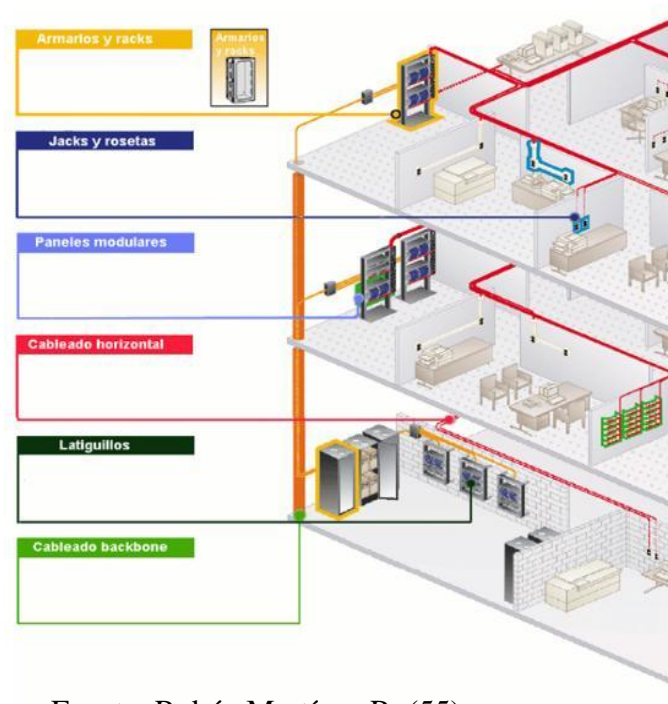 Armarios y racks
Armarios
y racks
Jacks y rosetas
Paneles modulares
Cableado horizontal
Latiguillos
Cableado backbone